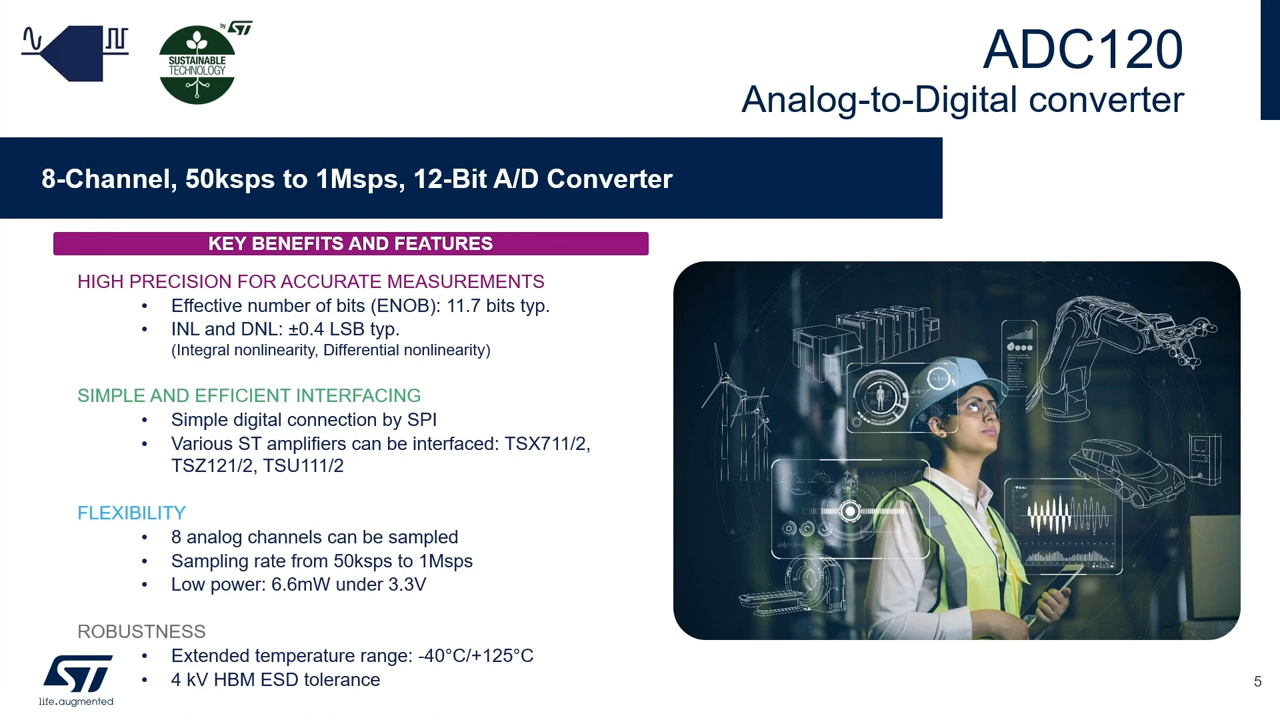 by ST
SUSTAINABLE
TECHNOLOGY
ADC120
Analog-to-Digital converter
8-Channel, 50ksps to 1Msps, 12-Bit A/D Converter
KEY BENEFITS AND FEATURES
HIGH PRECISION FOR ACCURATE MEASUREMENTS
• Effective number of bits (ENOB): 11.7 bits typ.
• INL and DNL: ±0.4 LSB typ.
(Integral nonlinearity, Differential nonlinearity)
SIMPLE AND EFFICIENT INTERFACING
• Simple digital connection by SPI
• Various ST amplifiers can be interfaced: TSX711/2,
TSZ121/2, TSU111/2
FLEXIBILITY
• 8 analog channels can be sampled
• Sampling rate from 50ksps to 1Msps
• Low power: 6.6mW under 3.3V
ROBUSTNESS
• Extended temperature range: -40°C/+125°C
• 4 kV HBM ESD tolerance
ST
life.augmented
5